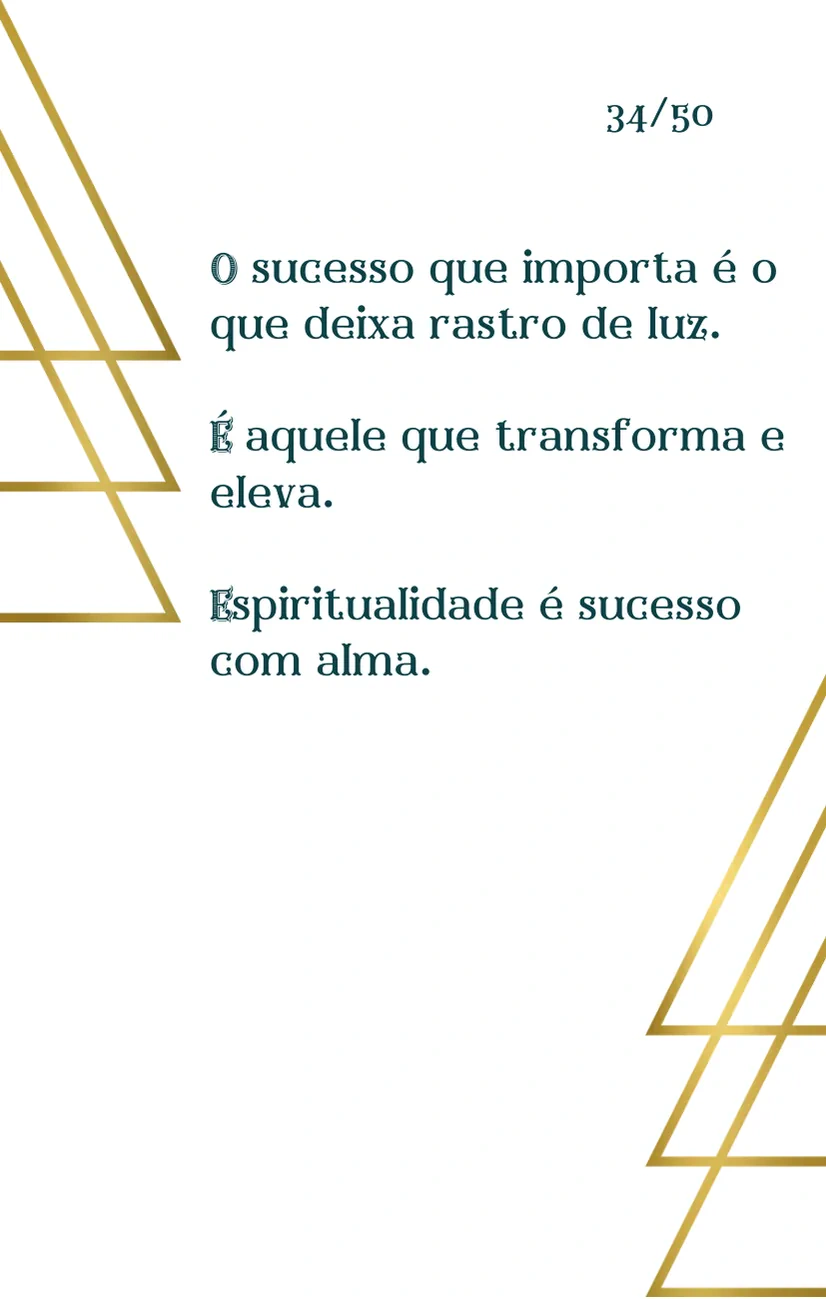 34/50
O sucesso que importa é o
que deixa rastro de luz.
É aquele que transforma e
eleva.
Espiritualidade é sucesso
com alma.